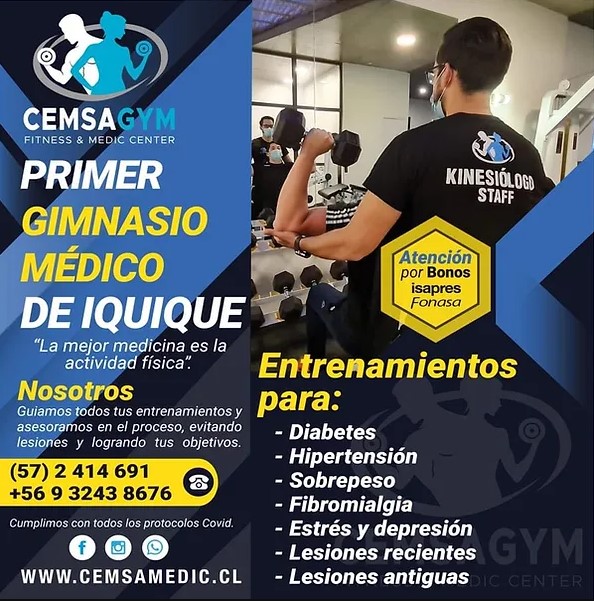 CEMSAGYM
FITNESS & MEDIC CENTER
PRIMER
GIMNASIO
MÉDICO
DE IQUIQUE
“La mejor medicina es la
actividad física”.
Nosotros
Guiamos todos tus entrenamientos y
asesoramos en el proceso, evitando
lesiones y logrando tus objetivos.
(57) 2 414 691
+56 9 3243 8676
Cumplimos con todos los protocolos Covid.
WWW.CEMSAMEDIC.CL
KINESIÓLOGO
STAFF
Atención
por Bonos
isapres
Fonasa
Entrenamientos
para:
- Diabetes
- Hipertensión
- Sobrepeso
- Fibromialgia
- Estrés y depresión
- Lesiones recientes
- Lesiones antiguas
CEMSAGYM
MEDIC CENTER